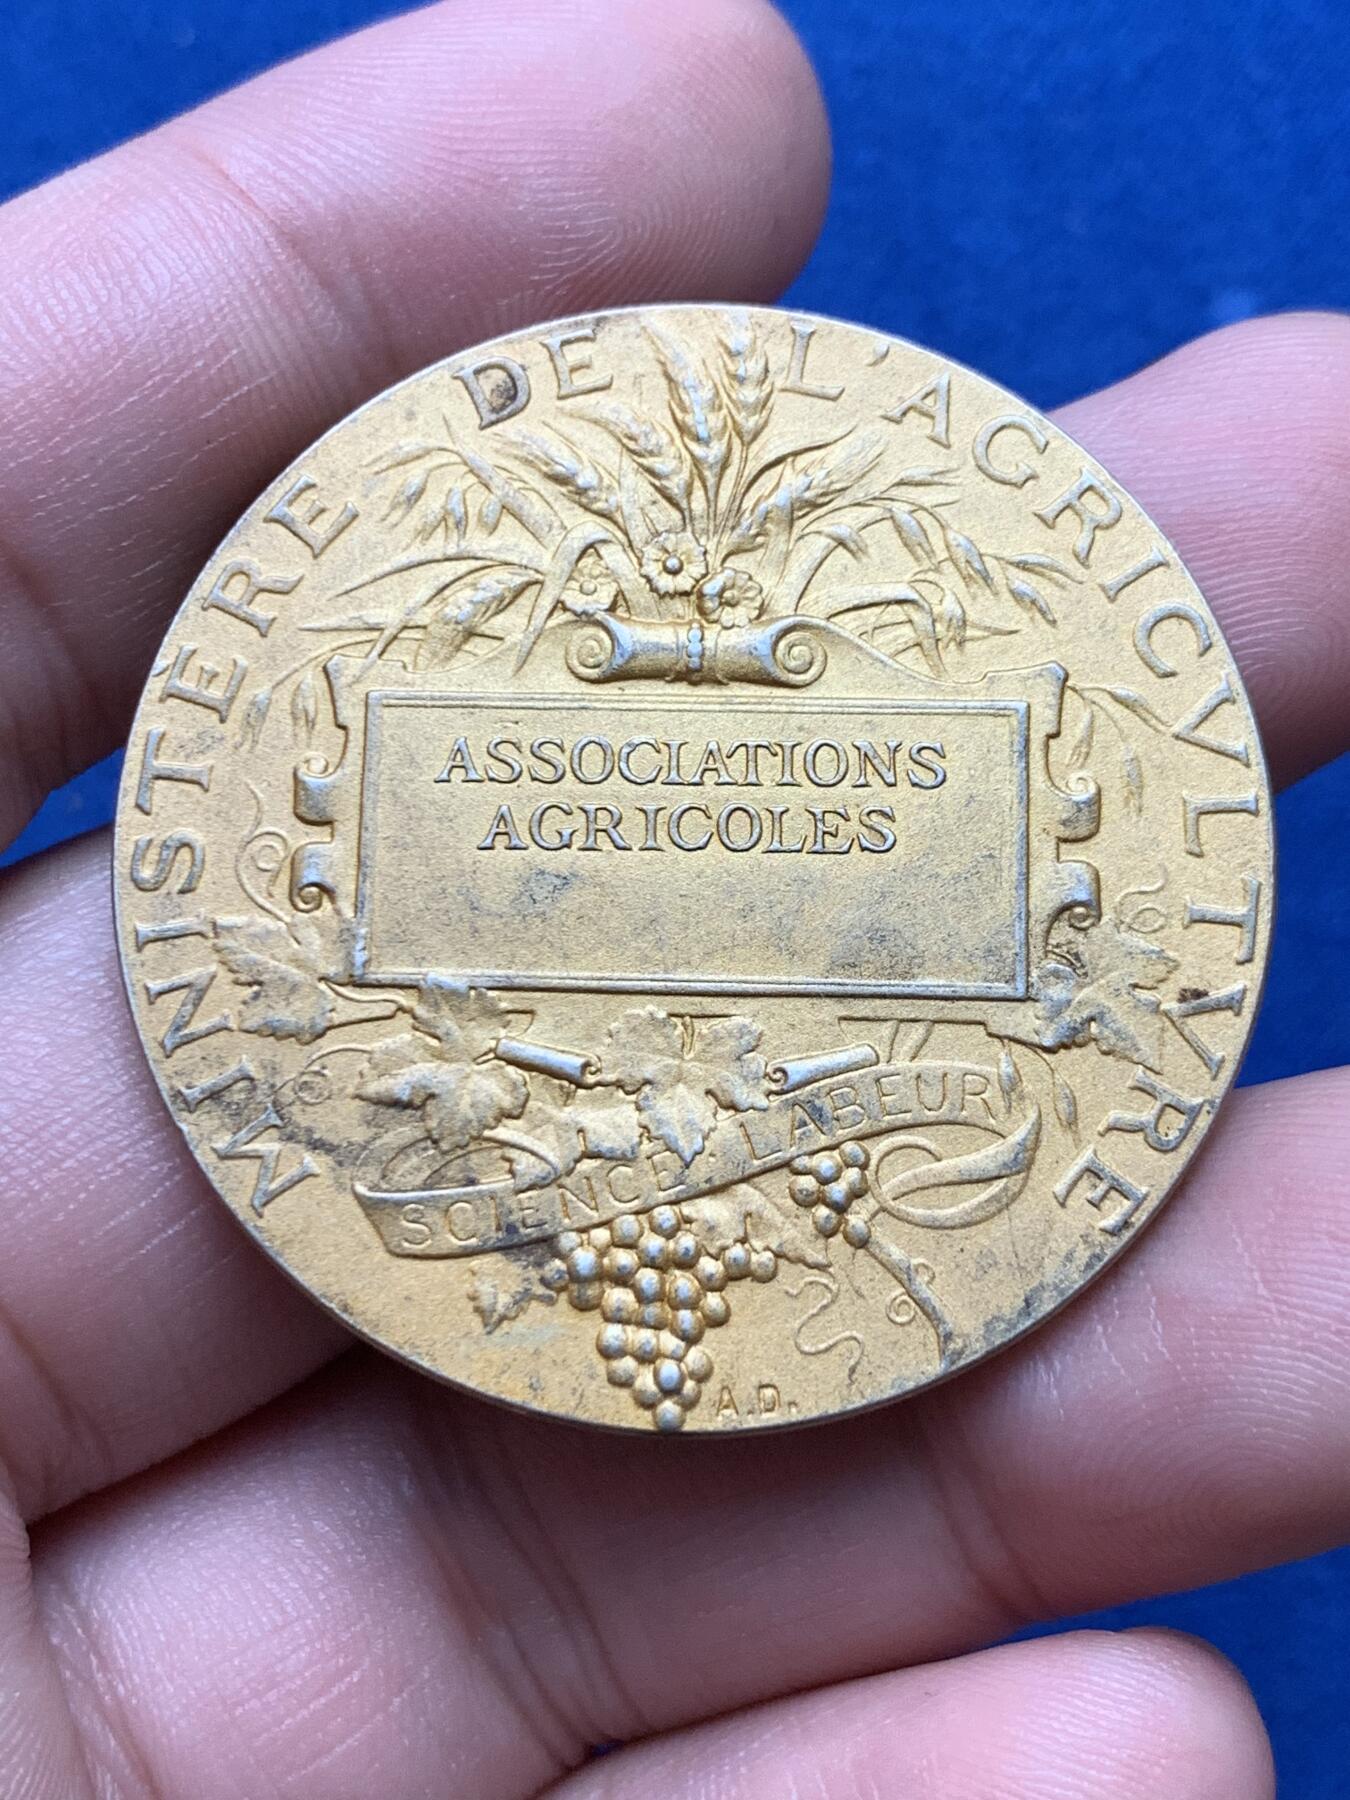 MINISTÈRE DE L'AGRICVLTVRE
ASSOCIATIONS
AGRICOLES
SCIENCE LABEUR
A.D.